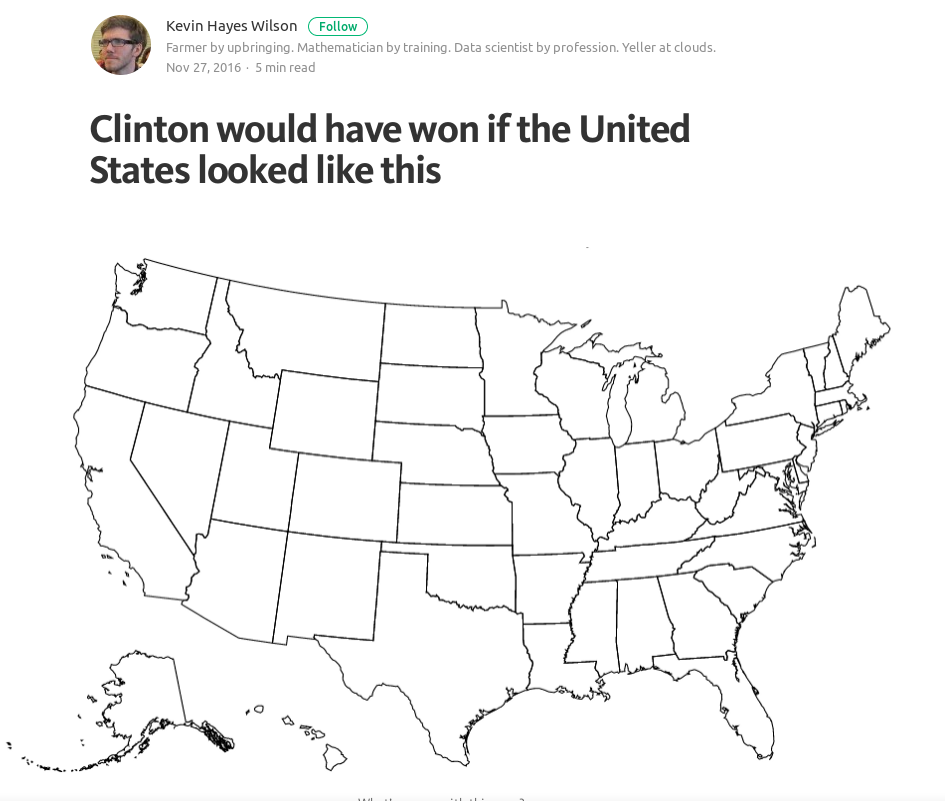 Kevin Hayes Wilson Follow
Farmer by upbringing. Mathematician by training. Data scientist by profession. Yeller at clouds.
Nov 27, 2016 · 5 min read
Clinton would have won if the United
States looked like this